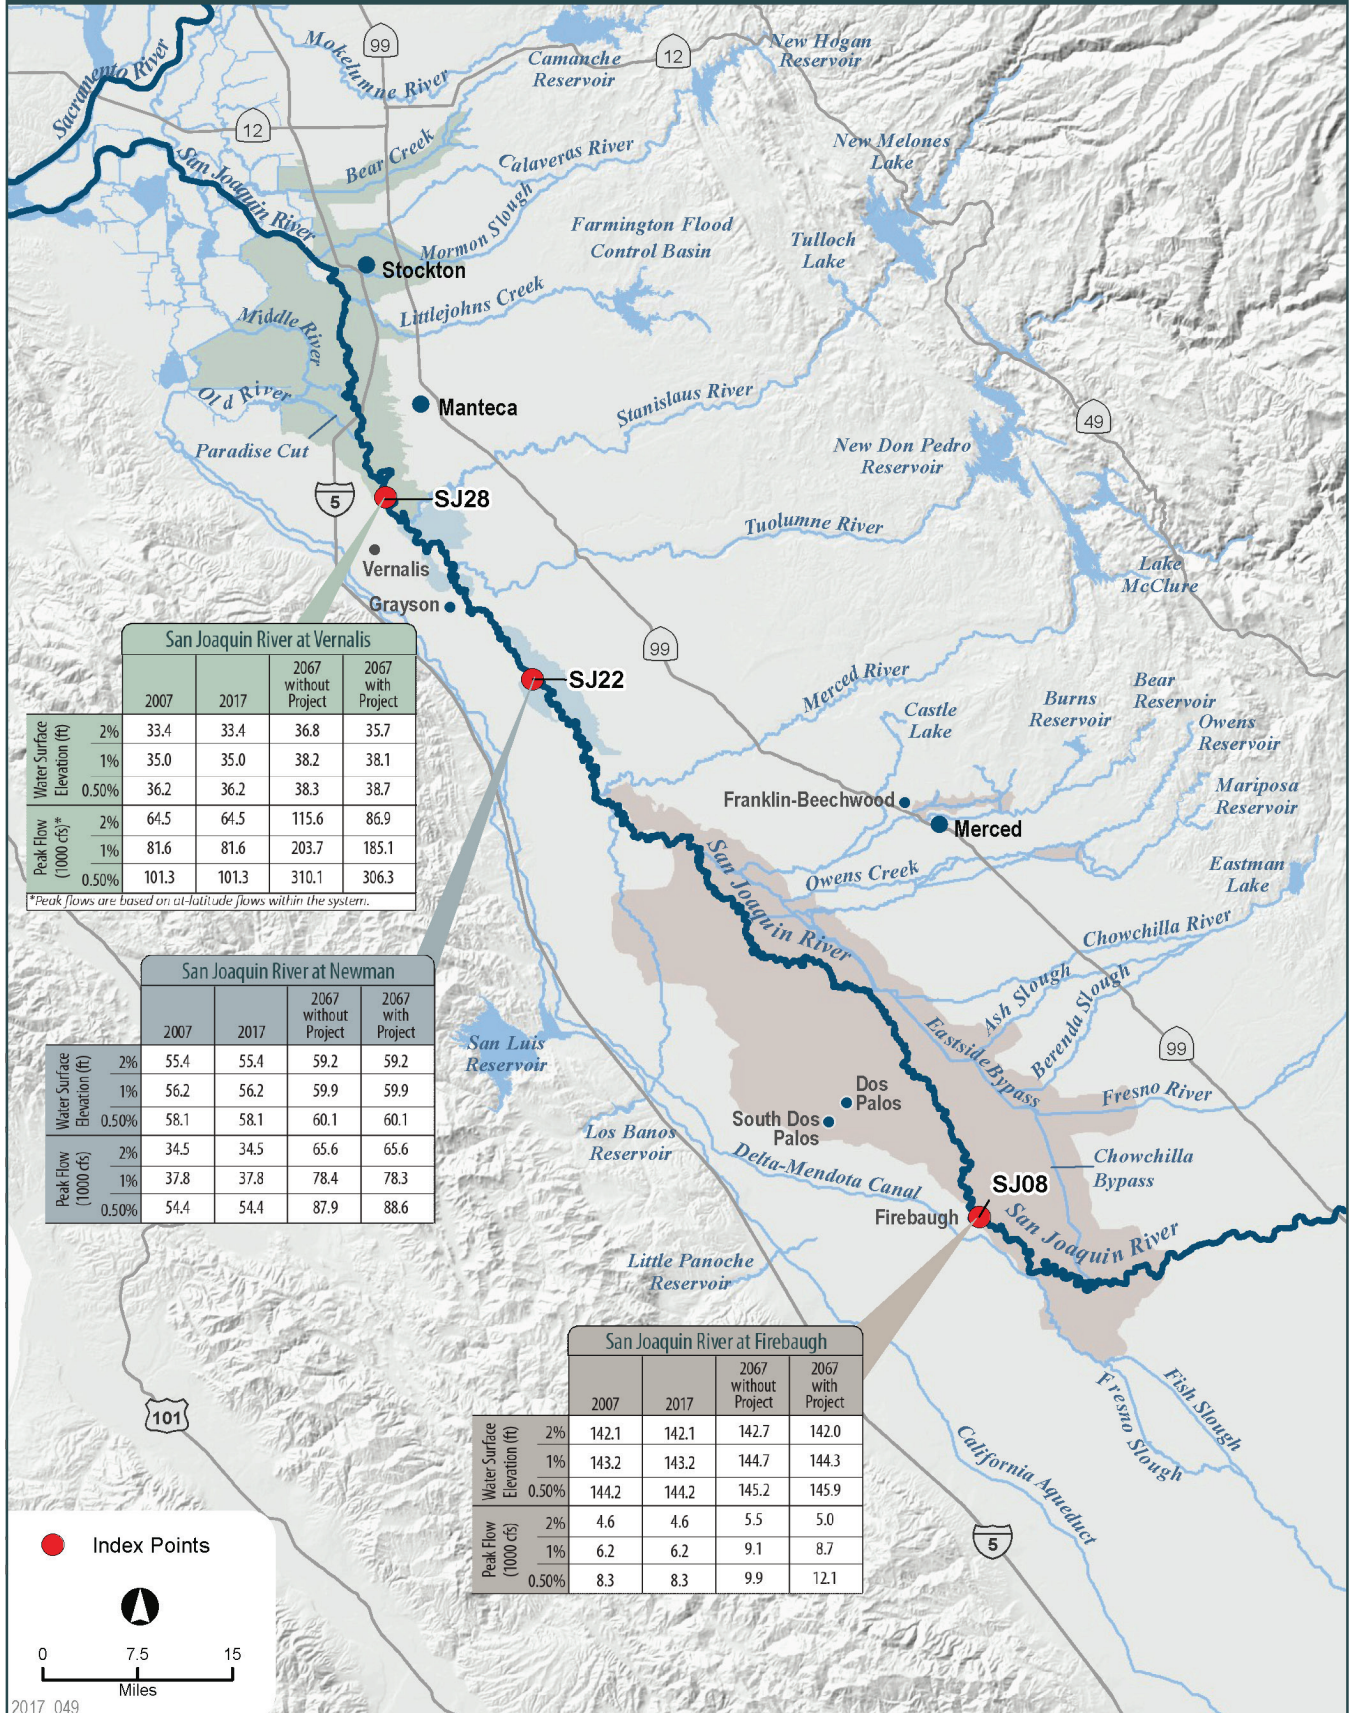 Sacramento River
Mokelumne River
99
Camanche
Reservoir
12
New Hogan
Reservoir
12
Bear Creek
Calaveras River
New Melones
Lake
San Joaquin River
Mormon Slough
Farmington Flood
Control Basin
Tulloch
Lake
Stockton
Littlejohns Creek
Middle River
Old River
Manteca
Stanislaus River
49
Paradise Cut
New Don Pedro
Reservoir
5
SJ28
Tuolumne River
Vernalis
Lake
McClure
Grayson
99
SJ22
Merced River
San Joaquin River at Vernalis
2007 2017 2067 without Project 2067 with Project
Water Surface Elevation (ft)
2% 33.4 33.4 36.8 35.7
1% 35.0 35.0 38.2 38.1
0.50% 36.2 36.2 38.3 38.7
Peak Flow (1000 cfs)*
2% 64.5 64.5 115.6 86.9
1% 81.6 81.6 203.7 185.1
0.50% 101.3 101.3 310.1 306.3
*Peak flows are based on at-latitude flows within the system.
Castle
Lake
Burns
Reservoir
Bear
Reservoir
Owens
Reservoir
Mariposa
Reservoir
Franklin-Beechwood
Merced
Eastman
Lake
Owens Creek
San Joaquin River
Chowchilla River
Ash Slough
Berenda Slough
Eastside Bypass
99
Fresno River
San Joaquin River at Newman
2007 2017 2067 without Project 2067 with Project
Water Surface Elevation (ft)
2% 55.4 55.4 59.2 59.2
1% 56.2 56.2 59.9 59.9
0.50% 58.1 58.1 60.1 60.1
Peak Flow (1000 cfs)
2% 34.5 34.5 65.6 65.6
1% 37.8 37.8 78.4 78.3
0.50% 54.4 54.4 87.9 88.6
San Luis
Reservoir
Dos
Palos
South Dos
Palos
Los Banos
Reservoir
Delta-Mendota Canal
Chowchilla
Bypass
SJ08
Firebaugh
San Joaquin River
Little Panoche
Reservoir
San Joaquin River at Firebaugh
2007 2017 2067 without Project 2067 with Project
Water Surface Elevation (ft)
2% 142.1 142.1 142.7 142.0
1% 143.2 143.2 144.7 144.3
0.50% 144.2 144.2 145.2 145.9
Peak Flow (1000 cfs)
2% 4.6 4.6 5.5 5.0
1% 6.2 6.2 9.1 8.7
0.50% 8.3 8.3 9.9 12.1
Fish Slough
Fresno Slough
California Aqueduct
101
5
Index Points
0 7.5 15
Miles
2017_049